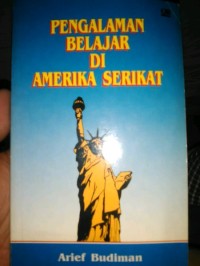 PENGALAMAN
BELAJAR
DI
AMERIKA SERIKAT
Arief Budiman